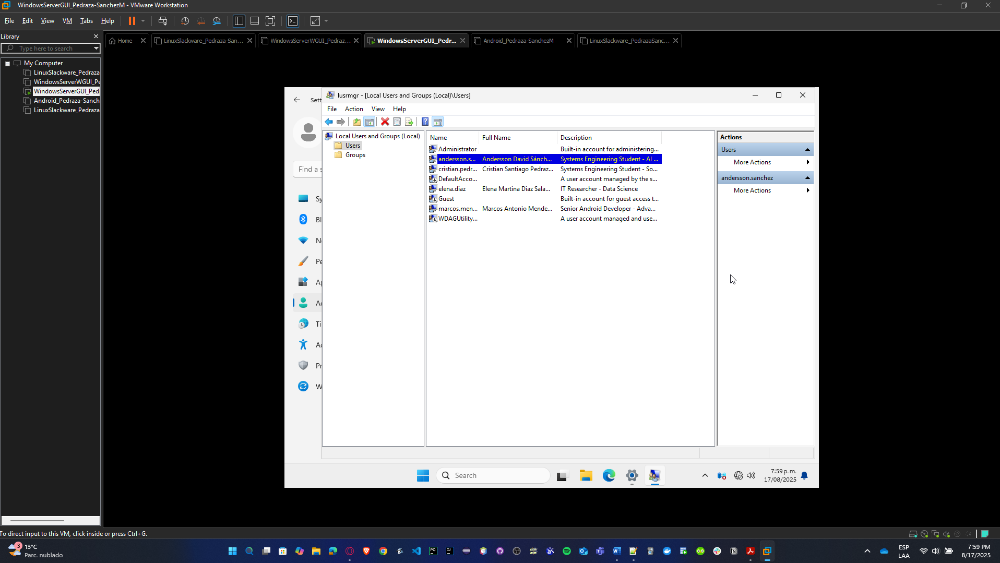 WindowsServerGUI_Pedraza-SanchezM - VMware Workstation
File Edit View VM Tabs Help
Library
Home LinuxSlackware_Pedraza-San... WindowsServerWGUI_Pedraz... WindowsServerGUI_Pedr... Android_Pedraza-SanchezM LinuxSlackware_PedrazaSanc...
Type here to search
My Computer
LinuxSlackware_Pedraza
WindowsServerWGUI_Pe
WindowsServerGUI_Ped
Android_Pedraza-Sanch
LinuxSlackware_Pedraza
Sett
lusrmgr - [Local Users and Groups (Local)\Users]
File Action View Help
Local Users and Groups (Local)
Users
Groups
Name Full Name Description
Administrator Built-in account for administering...
andersson.s... Andersson David Sánch... Systems Engineering Student - AI ...
cristian.pedr... Cristian Santiago Pedraz... Systems Engineering Student - So...
DefaultAcco... A user account managed by the s...
elena.diaz Elena Martina Diaz Sala... IT Researcher - Data Science
Guest Built-in account for guest access t...
marcos.men... Marcos Antonio Mende... Senior Android Developer - Adva...
WDAGUtility... A user account managed and use...
Actions
Users
More Actions
andersson.sanchez
More Actions
Find a s
Sy
Bl
Ne
Pe
Ap
Ac
Ti
Ac
Pr
W
Search
7:59 p. m.
17/08/2025
To direct input to this VM, click inside or press Ctrl+G.
3
13°C
Parc. nublado
ESP
LAA
7:59 PM
8/17/2025